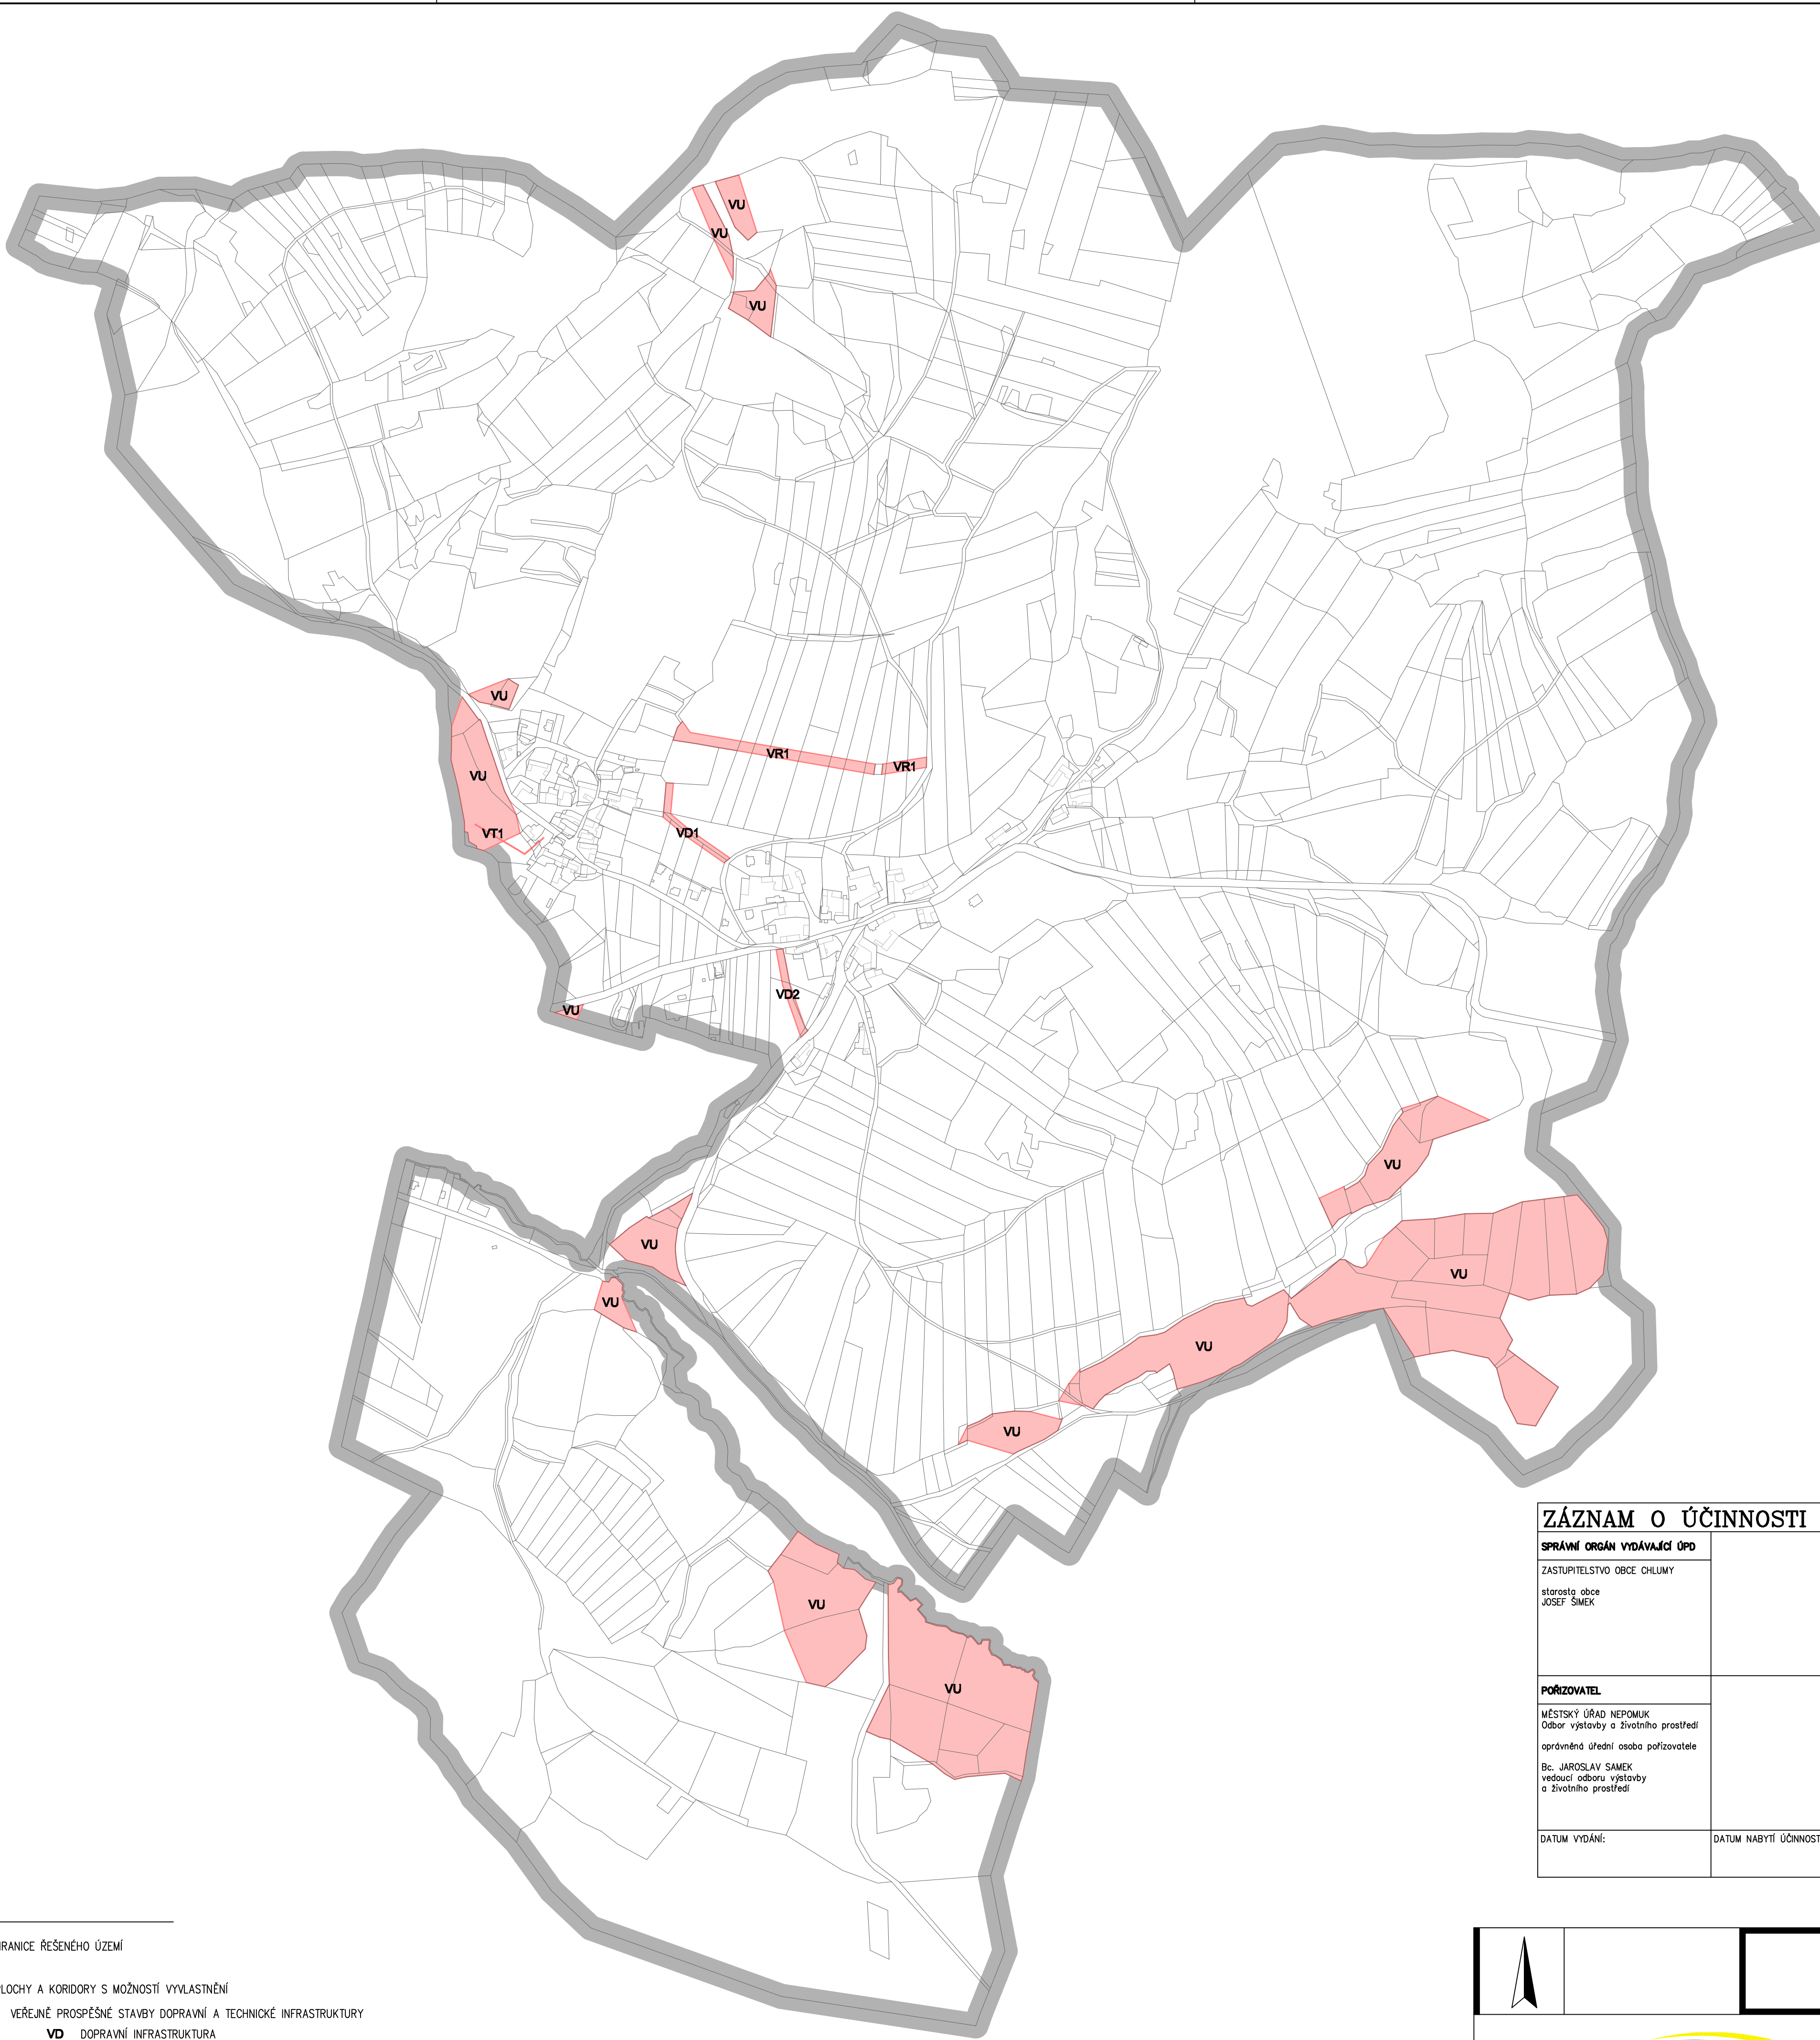 VU
VU
VU
VU
VU
VR1
VR1
VT1
VD1
VD2
VU
VU
VU
VU
VU
VU
VU
VU
VU
ZÁZNAM O ÚČINNOSTI
SPRÁVNÍ ORGÁN VYDÁVAJÍCÍ ÚPD
ZASTUPITELSTVO OBCE CHLUMY
starosta obce
JOSEF ŠIMEK
POŘIZOVATEL
MĚSTSKÝ ÚŘAD NEPOMUK
Odbor výstavby a životního prostředí
oprávněná úřední osoba pořizovatele
Bc. JAROSLAV SAMEK
vedoucí odboru výstavby
a životního prostředí
DATUM VYDÁNÍ:
DATUM NABYTÍ ÚČINNOST
RANICE ŘEŠENÉHO ÚZEMÍ
LOCHY A KORIDORY S MOŽNOSTÍ VYVLASTNĚNÍ
VEŘEJNĚ PROSPĚŠNÉ STAVBY DOPRAVNÍ A TECHNICKÉ INFRASTRUKTURY
VD DOPRAVNÍ INFRASTRUKTURA